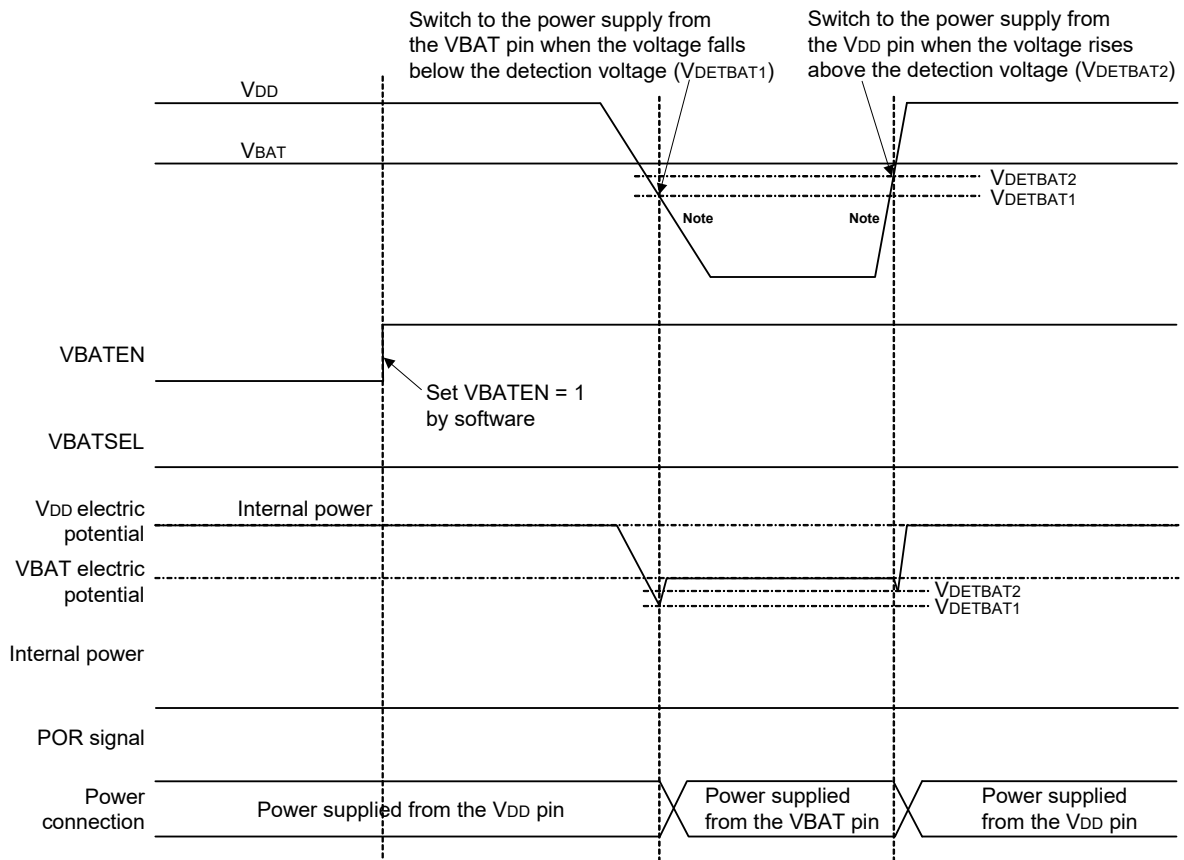 Switch to the power supply from
the VBAT pin when the voltage falls
below the detection voltage (VDETBAT1)
Switch to the power supply from
the VDD pin when the voltage rises
above the detection voltage (VDETBAT2)
VDD
VBAT
VDETBAT2
VDETBAT1
Note
Note
VBATEN
Set VBATEN = 1
by software
VBATSEL
VDD electric
potential
Internal power
VBAT electric
potential
VDETBAT2
VDETBAT1
Internal power
POR signal
Power
connection
Power supplied from the VDD pin
Power supplied
from the VBAT pin
Power supplied
from the VDD pin